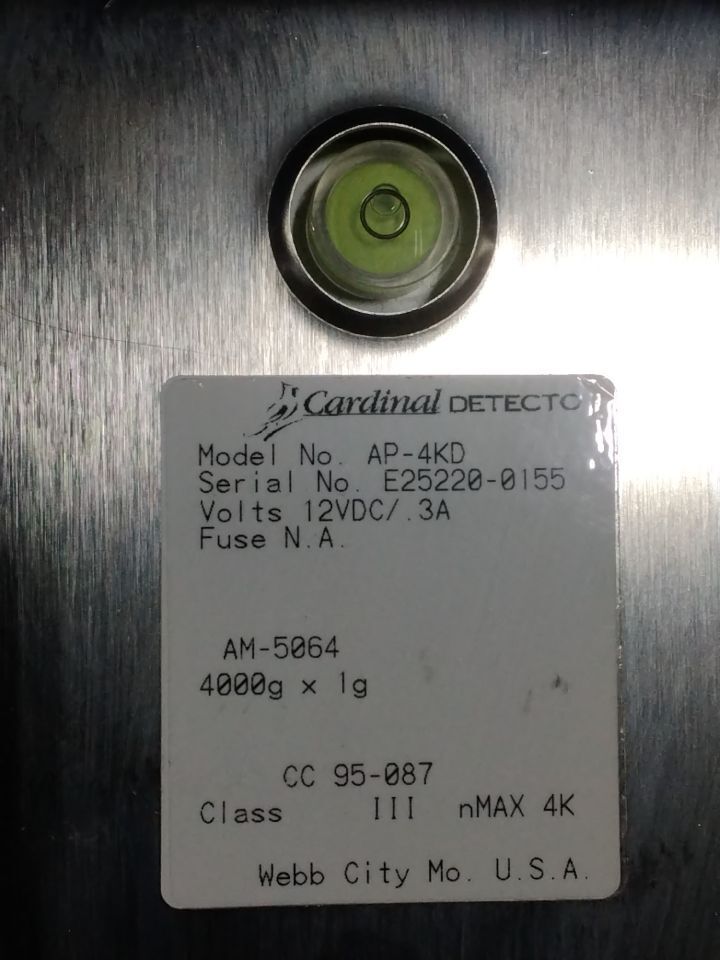 Cardinal DETECTO
Model No. AP-4KD
Serial No. E25220-0155
Volts 12VDC/.3A
Fuse N.A.
AM-5064
4000g x 1g
CC 95-087
Class III nMAX 4K
Webb City Mo. U.S.A.